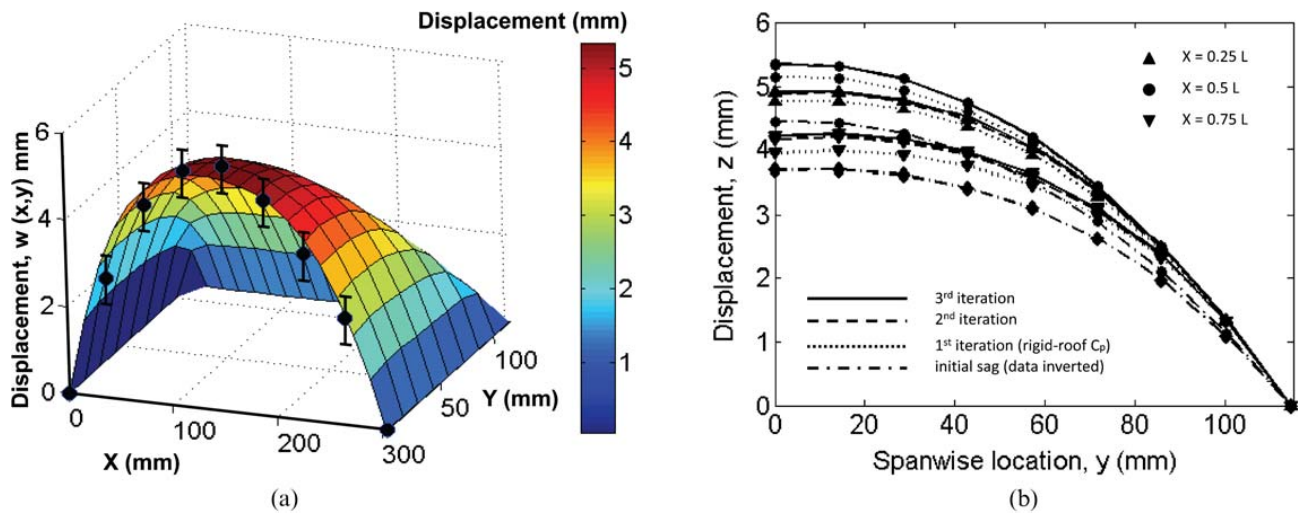 Displacement (mm)
5
4
3
2
1
Displacement, w (x,y) mm
6
4
2
0
0
100
200
300
X (mm)
50
100
Y (mm)
(a)
Displacement, z (mm)
6
5
4
3
2
1
0
X = 0.25 L
X = 0.5 L
X = 0.75 L
3rd iteration
2nd iteration
1st iteration (rigid-roof Cp)
initial sag (data inverted)
0
20
40
60
80
100
Spanwise location, y (mm)
(b)